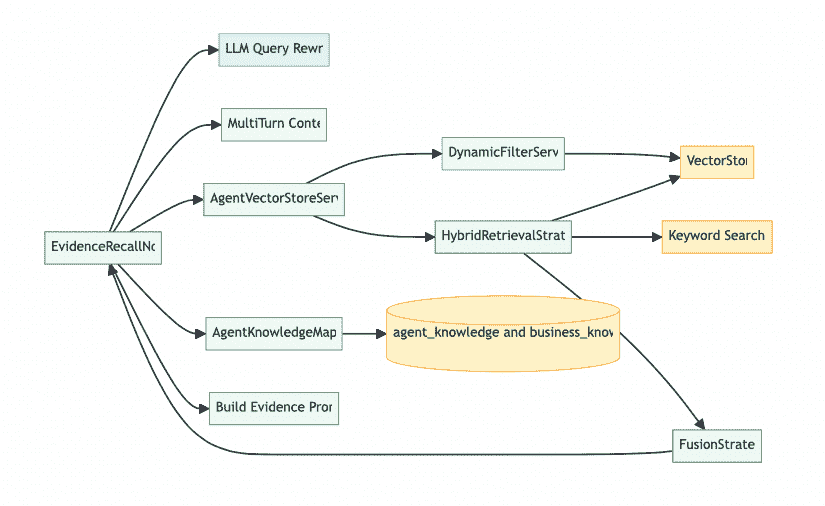 LLM Query Rewr
MultiTurn Conte
DynamicFilterServ
VectorStor
AgentVectorStoreServ
EvidenceRecallNo
HybridRetrievalStrat
Keyword Search
AgentKnowledgeMap
agent_knowledge and business_know
Build Evidence Pror
FusionStrate